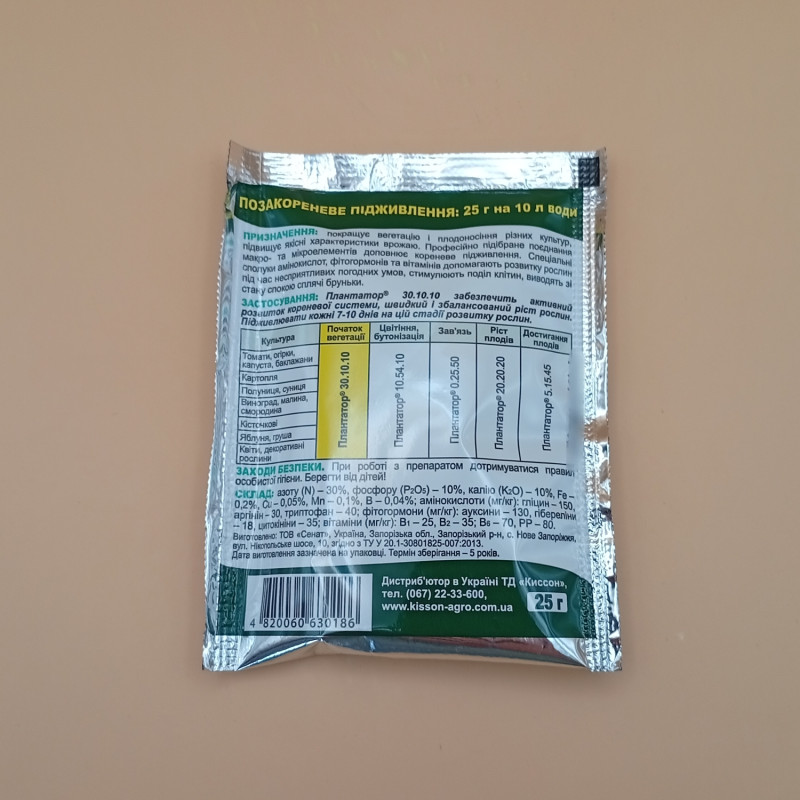 ПОЗАКОРЕНЕВЕ ПІДЖИВЛЕННЯ: 25 г на 10 л води
ПРИЗНАЧЕННЯ: покращує вегетацію і плодоносіння різних культур,
підвищує якісні характеристики врожаю. Професійно підібране поєднання
макро- та мікроелементів доповнює кореневе підживлення. Спеціальні
сполуки амінокислот, фітогормонів та вітамінів допомагають розвитку рослин
під час несприятливих погодних умов, стимулюють поділ клітин, виводять зі
стану спокою сплячі бруньки.
ЗАСТОСУВАННЯ: Плантатор® 30.10.10 забезпечить активний
розвиток кореневої системи, швидкий і збалансований ріст рослин.
Підживлювати кожні 7-10 днів на цій стадії розвитку рослин.
Культура
Початок
вегетації
Цвітіння,
бутонізація
Зав'язь
Ріст
плодів
Достигання
плодів
Томати, огірки,
капуста, баклажани
Картопля
Полуниця, суниця
Виноград, малина,
смородина
Кісточкові
Яблуня, груша
Квіти, декоративні
рослини
Плантатор® 30.10.10
Плантатор® 10.54.10
Плантатор® 0.25.50
Плантатор® 20.20.20
Плантатор® 5.15.45
ЗАХОДИ БЕЗПЕКИ. При роботі з препаратом дотримуватися правил
особистої гігієни. Берегти від дітей!
СКЛАД: азоту (N) – 30%, фосфору (P₂O₅) – 10%, калію (K₂O) – 10%, Fe –
0,2%, Cu – 0,05%, Mn – 0,1%, B – 0,04%; амінокислоти (мг/кг): гліцин – 150,
аргінін – 30, триптофан – 40; фітогормони (мг/кг): ауксини – 130, гібереліни
– 18, цитокініни – 35; вітаміни (мг/кг): B₁ – 25, B₂ – 35; B₆ – 70, PP – 80.
Виготовлено: ТОВ «Сенат», Україна, Запорізька обл., Запорізький р-н, с. Нове Запоріжжя,
вул. Нікопольське шосе, 10, згідно з ТУ У 20.1-30801825-007:2013.
Дата виготовлення зазначена на упаковці. Термін зберігання – 5 років.
4 820060 630186
Дистриб'ютор в Україні ТД «Киссон»,
тел. (067) 22-33-600,
www.kisson-agro.com.ua
25 г